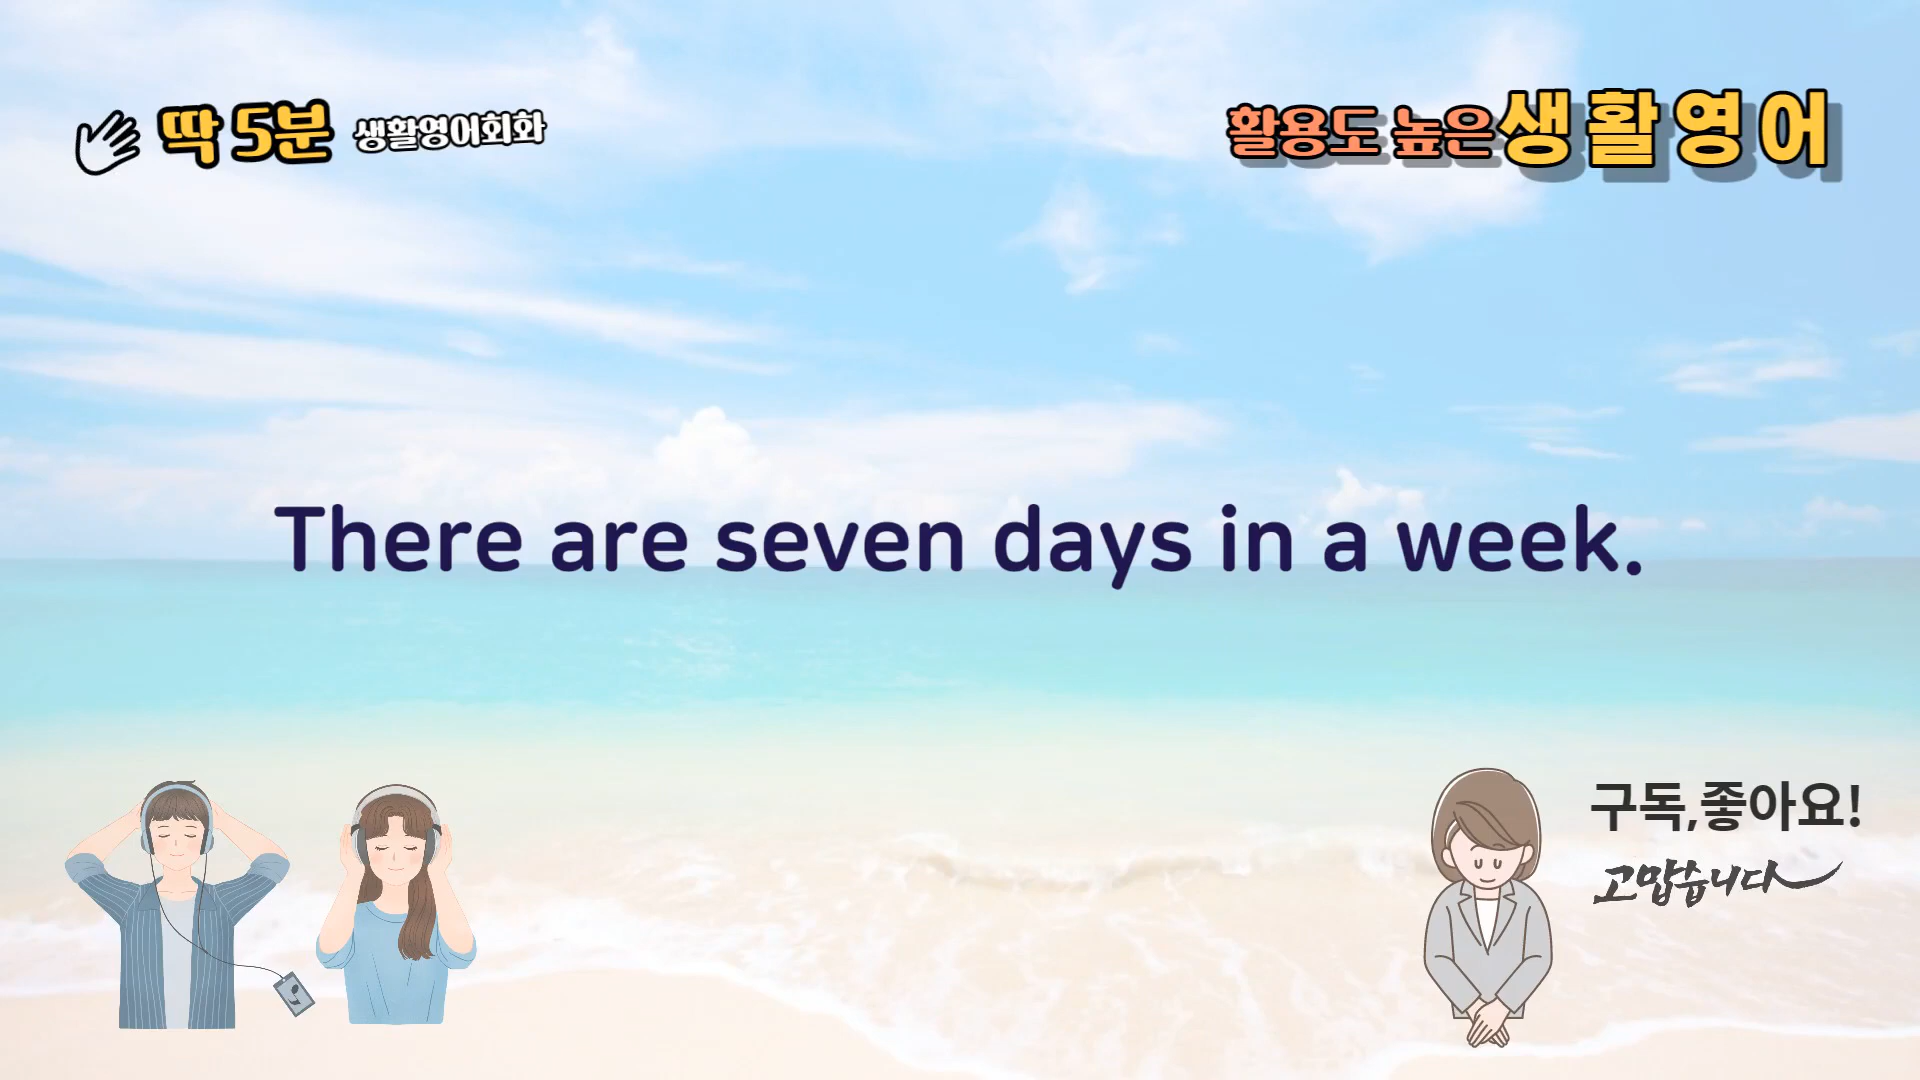 딱 5분 생활영어회화
활용도 높은 생활영어
There are seven days in a week.
구독,좋아요!
고맙습니다